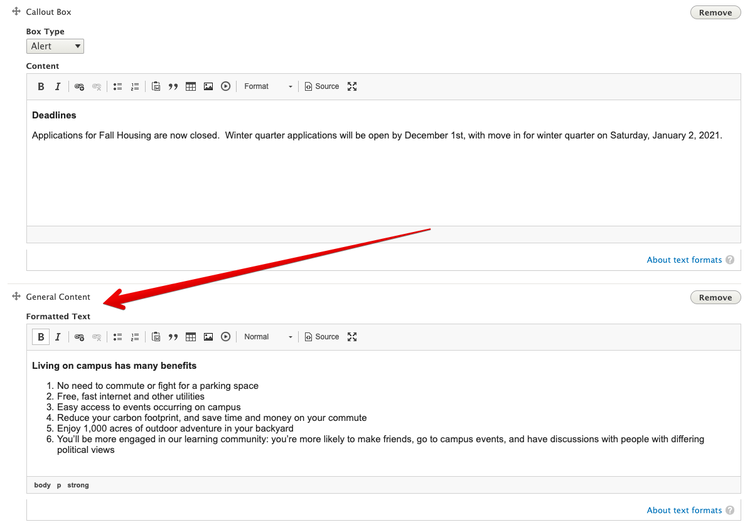 Callout Box Remove
Box Type
Alert
Content
B I Format Source
Deadlines
Applications for Fall Housing are now closed.  Winter quarter applications will be open by December 1st, with move in for winter quarter on Saturday, January 2, 2021.
About text formats ?
General Content Remove
Formatted Text
B I Normal Source
Living on campus has many benefits
1. No need to commute or fight for a parking space
2. Free, fast internet and other utilities
3. Easy access to events occurring on campus
4. Reduce your carbon footprint, and save time and money on your commute
5. Enjoy 1,000 acres of outdoor adventure in your backyard
6. You'll be more engaged in our learning community: you're more likely to make friends, go to campus events, and have discussions with people with differing
political views
body p strong
About text formats ?